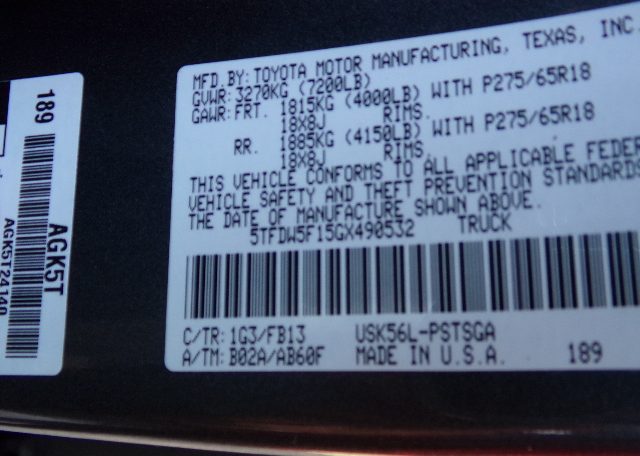 MFD. BY: TOYOTA MOTOR MANUFACTURING, TEXAS, INC.
GVWR: 3270KG (7200LB)
GAWR: FRT. 1815KG (4000LB) WITH P275/65R18
18X8J RIMS.
RR. 1885KG (4150LB) WITH P275/65R18
18X8J RIMS.
THIS VEHICLE CONFORMS TO ALL APPLICABLE FEDER
VEHICLE SAFETY AND THEFT PREVENTION STANDARDS
THE DATE OF MANUFACTURE SHOWN ABOVE.
5TFDW5F15GX490532 TRUCK
C/TR: 1G3/FB13 USK56L-PSTSGA
A/TM: B02A/AB60F MADE IN U.S.A. 189
189
AGK5T
AGK5T24140